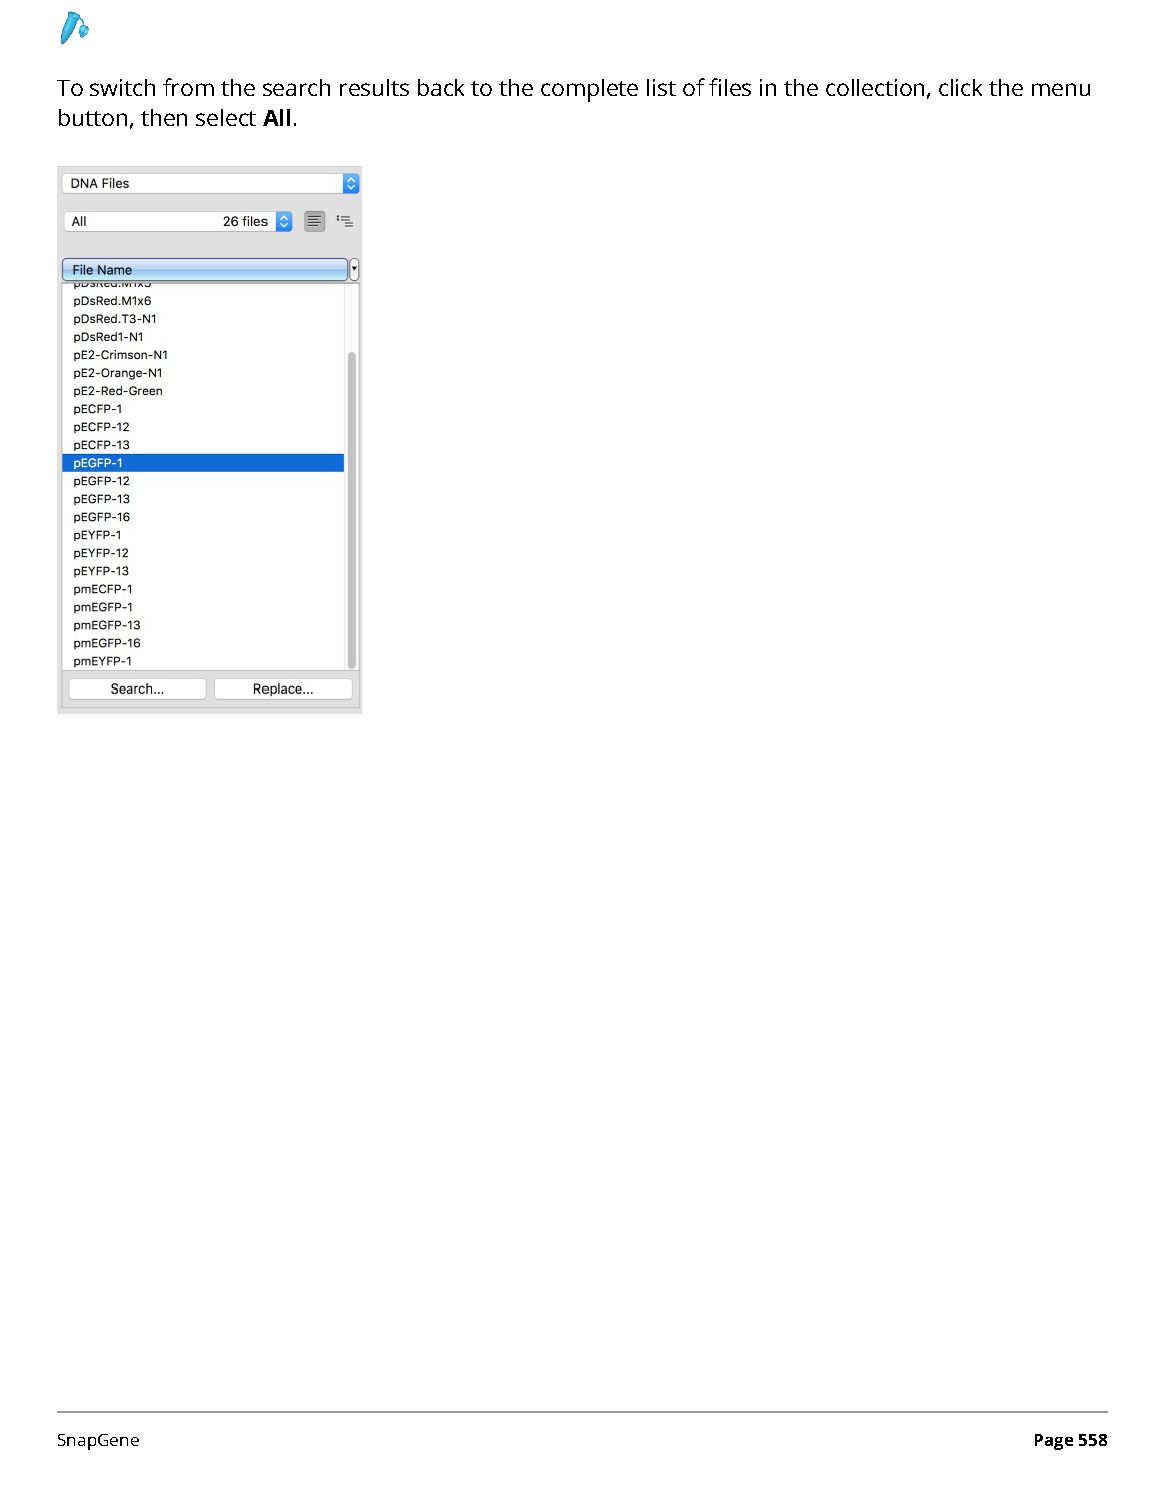 To switch from the search results back to the complete list of files in the collection, click the menu
button, then select All.
DNA Files
All 26 files
File Name
pDsRed.M1x6
pDsRed.T3-N1
pDsRed1-N1
pE2-Crimson-N1
pE2-Orange-N1
pE2-Red-Green
pECFP-1
pECFP-12
pECFP-13
pEGFP-1
pEGFP-12
pEGFP-13
pEGFP-16
pEYFP-1
pEYFP-12
pEYFP-13
pmECFP-1
pmEGFP-1
pmEGFP-13
pmEGFP-16
pmEYFP-1
Search... Replace...
SnapGene Page 558